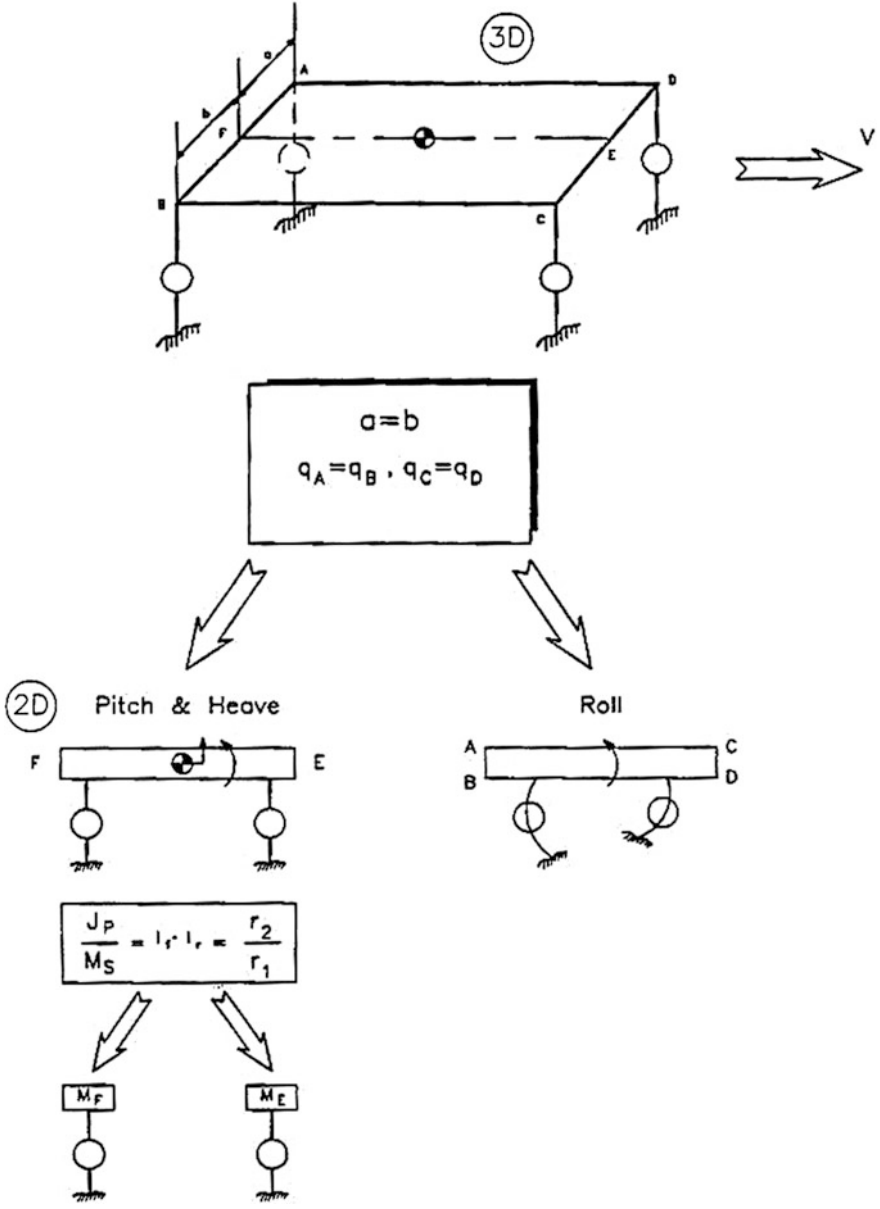 3D
a
A
D
b
F
E
V
B
C
a=b
q_A=q_B , q_C=q_D
2D
Pitch & Heave
Roll
F
E
A
C
B
D
J_P / M_S = l_f · l_r = r_2 / r_1
M_F
M_E